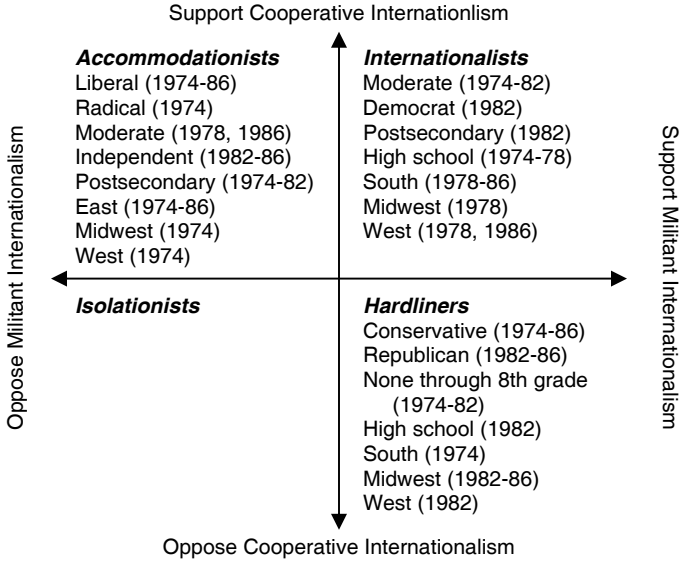 Support Cooperative Internationlism
Oppose Militant Internationalism
Accommodationists
Liberal (1974-86)
Radical (1974)
Moderate (1978, 1986)
Independent (1982-86)
Postsecondary (1974-82)
East (1974-86)
Midwest (1974)
West (1974)
Internationalists
Moderate (1974-82)
Democrat (1982)
Postsecondary (1982)
High school (1974-78)
South (1978-86)
Midwest (1978)
West (1978, 1986)
Support Militant Internationalism
Isolationists
Hardliners
Conservative (1974-86)
Republican (1982-86)
None through 8th grade
(1974-82)
High school (1982)
South (1974)
Midwest (1982-86)
West (1982)
Oppose Cooperative Internationalism